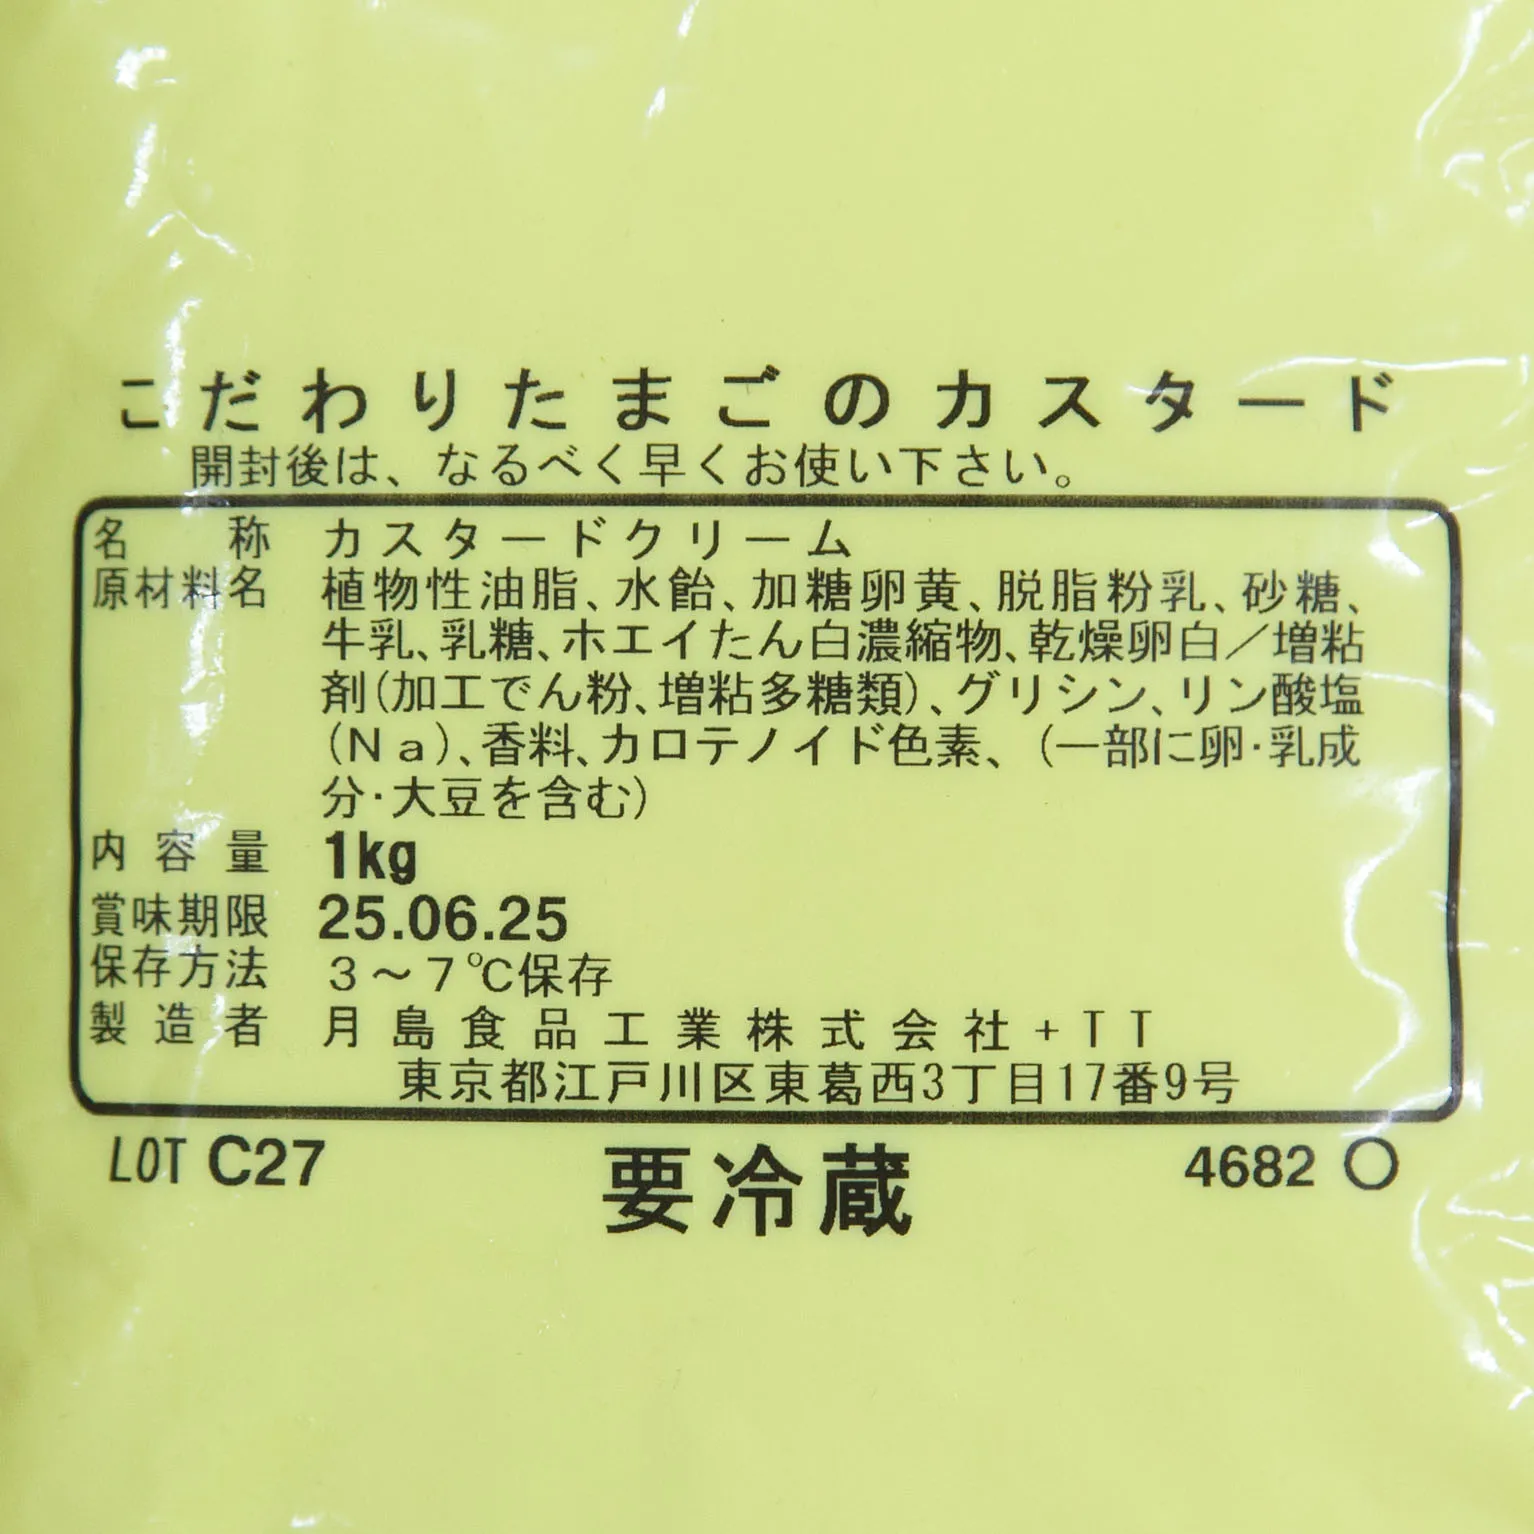 こだわりたまごのカスタード
開封後は、なるべく早くお使い下さい。
名称 カスタードクリーム
原材料名 植物性油脂、水飴、加糖卵黄、脱脂粉乳、砂糖、
牛乳、乳糖、ホエイたん白濃縮物、乾燥卵白／増粘
剤(加工でん粉、増粘多糖類)、グリシン、リン酸塩
(Ｎａ)、香料、カロテノイド色素、(一部に卵･乳成
分･大豆を含む)
内容量 1kg
賞味期限 25.06.25
保存方法 3～7℃保存
製造者 月島食品工業株式会社+TT
東京都江戸川区東葛西3丁目17番9号
LOT C27 要冷蔵 4682 ○